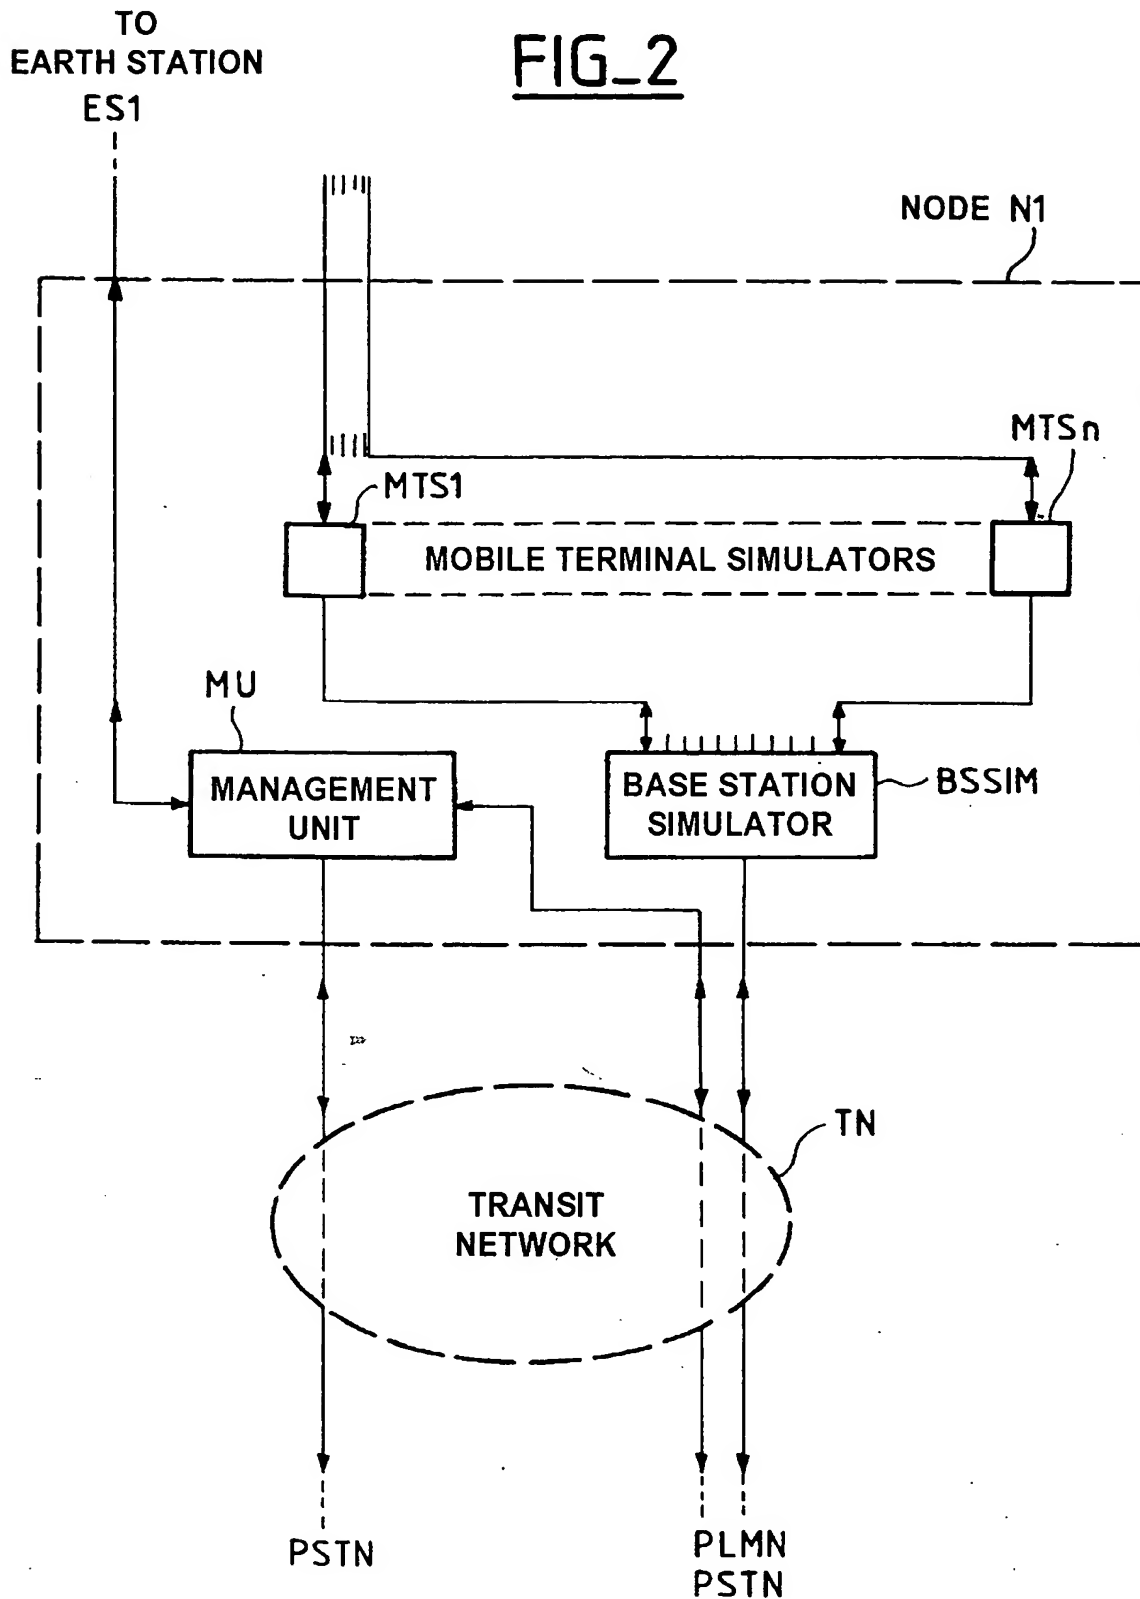 TO
EARTH STATION
ES1
FIG_2
NODE N1
MTSn
MTS1
MOBILE TERMINAL SIMULATORS
MU
MANAGEMENT
UNIT
BASE STATION
SIMULATOR
BSSIM
TN
TRANSIT
NETWORK
PSTN
PLMN
PSTN